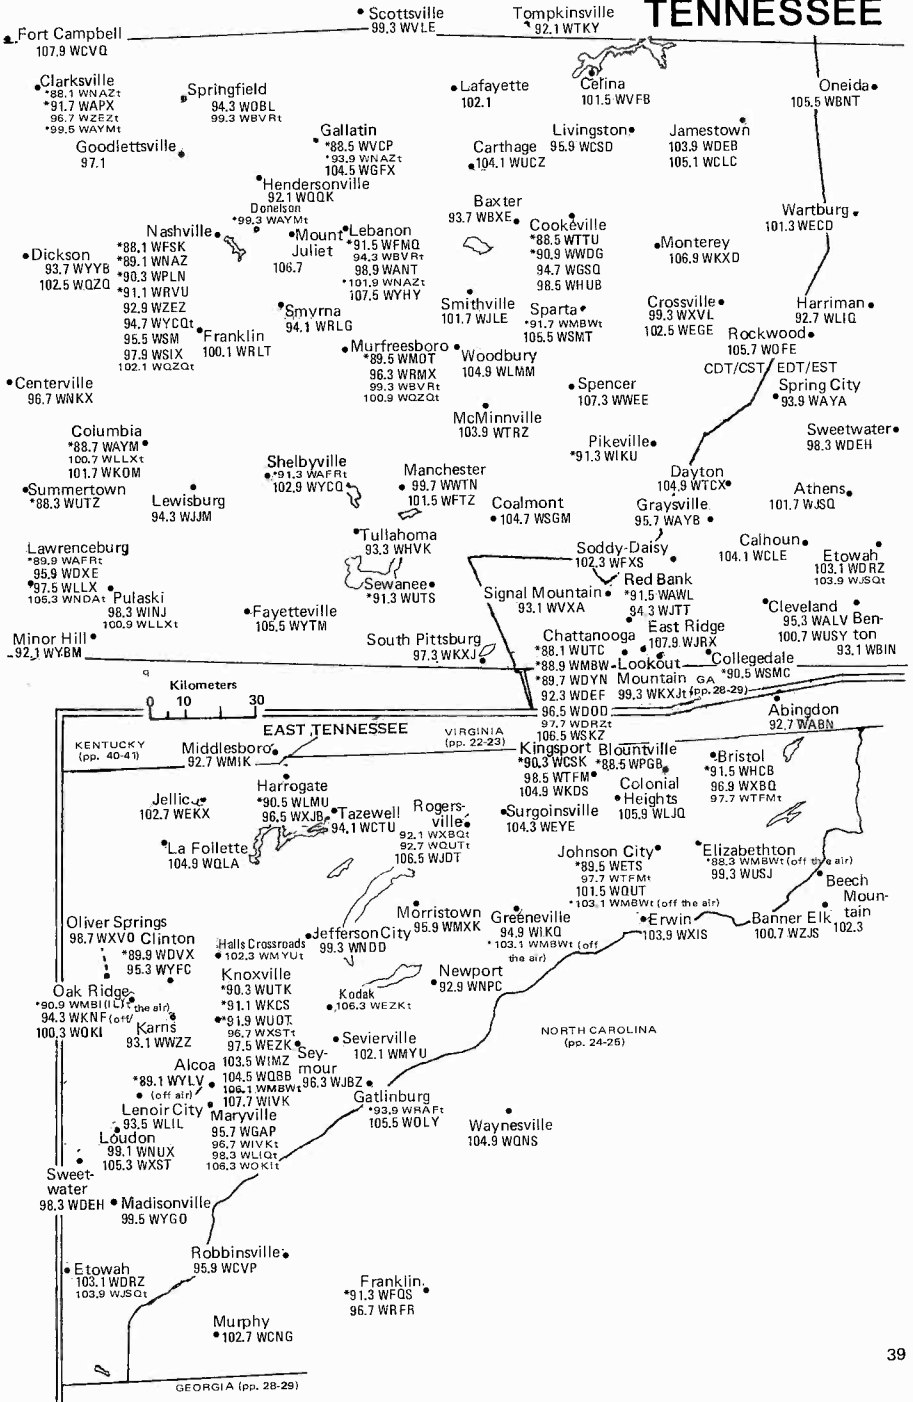 TENNESSEE
Scottsville
99.3 WVLE
Tompkinsville
92.1 WTKY
Fort Campbell
107.9 WCVQ
Clarksville
*88.1 WNAZt
*91.7 WAPX
96.7 WZEZt
*99.5 WAYMt
Springfield
94.3 WDBL
99.3 WBVRt
Lafayette
102.1
Celina
101.5 WVFB
Oneida
105.5 WBNT
Goodlettsville
97.1
Gallatin
*88.5 WVCP
*93.9 WNAZt
104.5 WGFX
Carthage
104.1 WUCZ
Livingston
95.9 WCSD
Jamestown
103.9 WDEB
105.1 WCLC
Hendersonville
92.1 WQQK
Donelson
*99.3 WAYMt
Baxter
93.7 WBXE
Wartburg
101.3 WECD
Dickson
93.7 WYYB
102.5 WQZQ
Nashville
*88.1 WFSK
*89.1 WNAZ
*90.3 WPLN
*91.1 WRVU
92.9 WZEZ
94.7 WYCQt
95.5 WSM
97.9 WSIX
102.1 WQZQt
Mount
Juliet
106.7
Lebanon
*91.5 WFMQ
94.3 WBVRt
98.9 WANT
*101.9 WNAZt
107.5 WYHY
Cookeville
*88.5 WTTU
*90.9 WWDG
94.7 WGSQ
98.5 WHUB
Monterey
106.9 WKXD
Smyrna
94.1 WRLG
Smithville
101.7 WJLE
Sparta
*91.7 WMBWt
105.5 WSMT
Crossville
99.3 WXVL
102.5 WEGE
Harriman
92.7 WLIQ
Franklin
100.1 WRLT
Rockwood
105.7 WOFE
Murfreesboro
*89.5 WMOT
96.3 WRMX
99.3 WBVRt
100.9 WQZQt
Woodbury
104.9 WLMM
CDT/CST EDT/EST
Centerville
96.7 WNKX
Spencer
107.3 WWEE
Spring City
93.9 WAYA
McMinnville
103.9 WTRZ
Columbia
*88.7 WAYM
100.7 WLLXt
101.7 WKOM
Pikeville
*91.3 WIKU
Sweetwater
98.3 WDEH
Shelbyville
*91.3 WAFRt
102.9 WYCQ
Manchester
99.7 WWTN
101.5 WFTZ
Dayton
104.9 WTCX
Summertown
*88.3 WUTZ
Lewisburg
94.3 WJJM
Coalmont
104.7 WSGM
Graysville
95.7 WAYB
Athens
101.7 WJSQ
Tullahoma
93.3 WHVK
Calhoun
104.1 WCLE
Lawrenceburg
*89.9 WAFRt
95.9 WDXE
*97.5 WLLX
105.3 WNDAt
Soddy-Daisy
102.3 WFXS
Etowah
103.1 WDRZ
103.9 WJSQt
Sewanee
*91.3 WUTS
Signal Mountain
93.1 WVXA
Red Bank
*91.5 WAWL
94.3 WJTT
Pulaski
98.3 WINJ
100.9 WLLXt
Fayetteville
105.5 WYTM
Cleveland
95.3 WALV
100.7 WUSY
Ben-
ton
93.1 WBIN
Minor Hill
92.1 WYBM
South Pittsburg
97.3 WKXJ
Chattanooga
*88.1 WUTC
*88.9 WMBW
*89.7 WDYN
92.3 WDEF
96.5 WDOD
97.7 WDRZt
106.5 WSKZ
East Ridge
107.9 WJRX
Lookout
Mountain GA
99.3 WKXJt (pp. 28-29)
Collegedale
*90.5 WSMC
Kilometers
0 10 30
Abingdon
92.7 WABN
EAST TENNESSEE
KENTUCKY
(pp. 40-41)
Middlesboro
92.7 WMIK
VIRGINIA
(pp. 22-23)
Kingsport
*90.3 WCSK
98.5 WTFM
104.9 WKDS
Blountville
*88.5 WPGB
Bristol
*91.5 WHCB
96.9 WXBQ
97.7 WTFMt
Harrogate
*90.5 WLMU
96.5 WXJB
Colonial
Heights
105.9 WLJQ
Jellico
102.7 WEKX
Tazewell
94.1 WCTU
Rogers-
ville
92.1 WXBQt
92.7 WQUTt
106.5 WJDT
Surgoinsville
104.3 WEYE
La Follette
104.9 WQLA
Johnson City
*89.5 WETS
97.7 WTFMt
101.5 WQUT
*103.1 WMBWt (off the air)
Elizabethton
*88.3 WMBWt (off the air)
99.3 WUSJ
Beech
Moun-
tain
102.3
Oliver Springs
98.7 WXVO
Clinton
*89.9 WDVX
95.3 WYFC
Halls Crossroads
102.3 WMYUt
Jefferson City
99.3 WNDD
Morristown
95.9 WMXK
Greeneville
94.9 WIKQ
*103.1 WMBWt (off
the air)
Erwin
103.9 WXIS
Banner Elk
100.7 WZJS
Oak Ridge
*90.9 WMBI(IL)t
94.3 WKNF (off the air)
100.3 WOKI
Karns
93.1 WWZZ
Knoxville
*90.3 WUTK
*91.1 WKCS
*91.9 WUOT
96.7 WXSTt
97.5 WEZK
103.5 WIMZ
104.5 WQBB
106.1 WMBWt
107.7 WIVK
Kodak
106.3 WEZKt
Newport
92.9 WNPC
NORTH CAROLINA
(pp. 24-25)
Sevierville
102.1 WMYU
Sey-
mour
96.3 WJBZ
Alcoa
*89.1 WYLV
(off air)
Gatlinburg
*93.9 WRAFt
105.5 WOLY
Lenoir City
93.5 WLIL
Maryville
95.7 WGAP
96.7 WIVKt
98.3 WLIQt
106.3 WOKIt
Waynesville
104.9 WQNS
Loudon
99.1 WNUX
105.3 WXST
Sweet-
water
98.3 WDEH
Madisonville
99.5 WYGO
Robbinsville
95.9 WCVP
Etowah
103.1 WDRZ
103.9 WJSQt
Franklin
*91.3 WFQS
96.7 WRFR
Murphy
102.7 WCNG
39
GEORGIA (pp. 28-29)